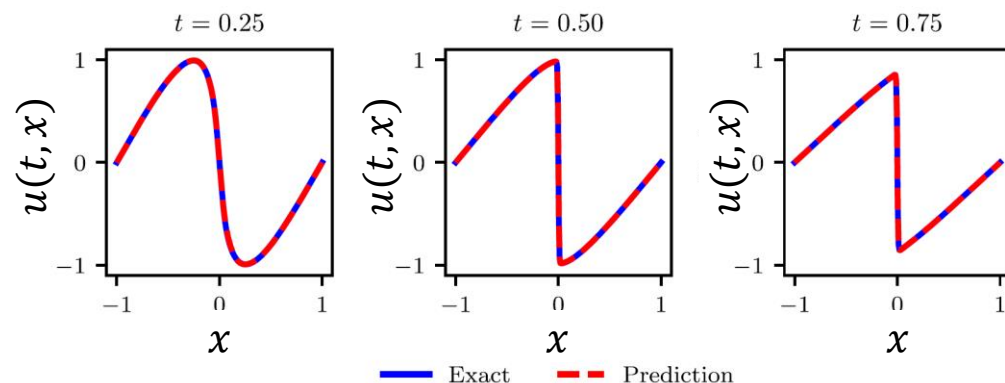 t = 0.25
t = 0.50
t = 0.75
u(t, x)
1
0
−1
−1
0
1
x
u(t, x)
1
0
−1
−1
0
1
x
u(t, x)
1
0
−1
−1
0
1
x
Exact
Prediction